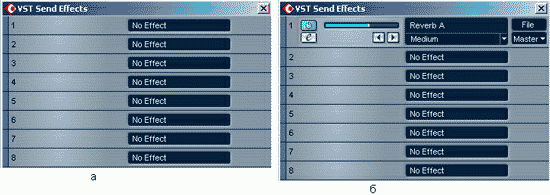 VST Send Effects
1 No Effect
2 No Effect
3 No Effect
4 No Effect
5 No Effect
6 No Effect
7 No Effect
8 No Effect
а
VST Send Effects
1 Reverb A File
e Medium Master
2 No Effect
3 No Effect
4 No Effect
5 No Effect
6 No Effect
7 No Effect
8 No Effect
б